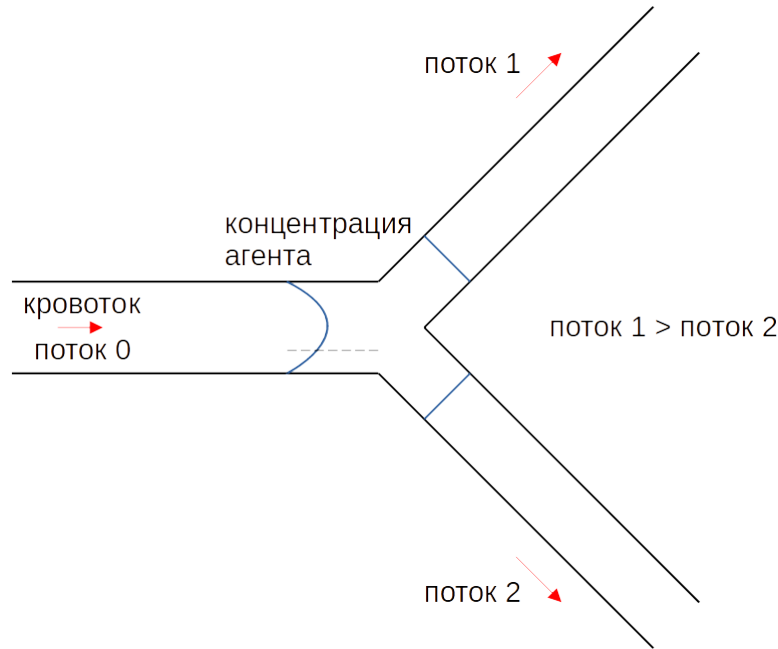 поток 1
концентрация
агента
кровоток
поток 0
поток 1 > поток 2
поток 2